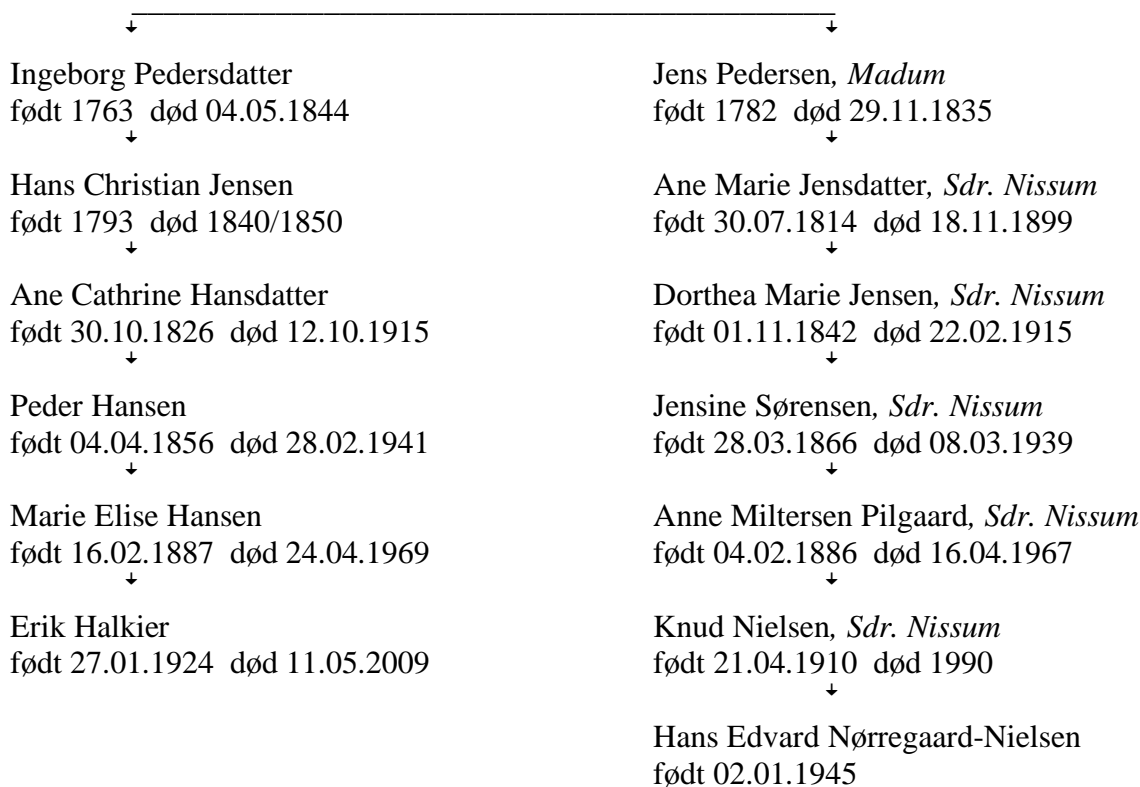 Ingeborg Pedersdatter
født 1763 død 04.05.1844
Hans Christian Jensen
født 1793 død 1840/1850
Ane Cathrine Hansdatter
født 30.10.1826 død 12.10.1915
Peder Hansen
født 04.04.1856 død 28.02.1941
Marie Elise Hansen
født 16.02.1887 død 24.04.1969
Erik Halkier
født 27.01.1924 død 11.05.2009
Jens Pedersen, Madum
født 1782 død 29.11.1835
Ane Marie Jensdatter, Sdr. Nissum
født 30.07.1814 død 18.11.1899
Dorthea Marie Jensen, Sdr. Nissum
født 01.11.1842 død 22.02.1915
Jensine Sørensen, Sdr. Nissum
født 28.03.1866 død 08.03.1939
Anne Miltersen Pilgaard, Sdr. Nissum
født 04.02.1886 død 16.04.1967
Knud Nielsen, Sdr. Nissum
født 21.04.1910 død 1990
Hans Edvard Nørregaard-Nielsen
født 02.01.1945